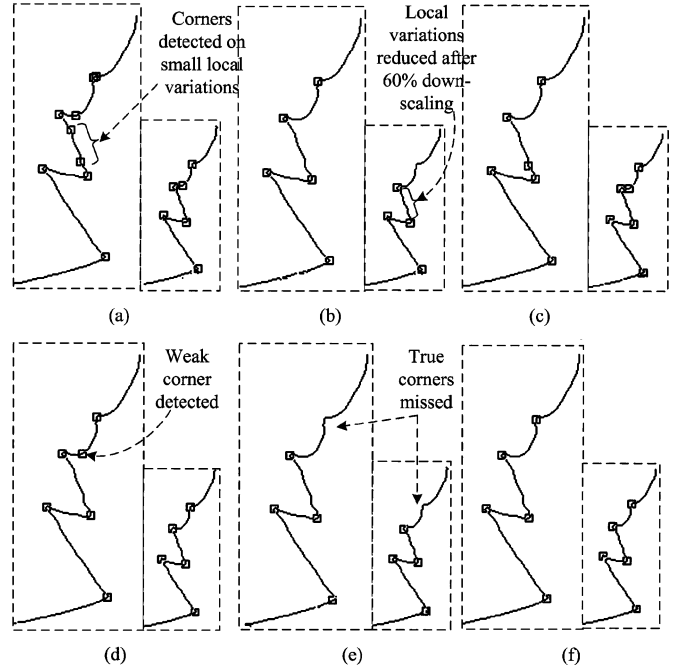 Corners
detected on
small local
variations
Local
variations
reduced after
60% down-
scaling
(a)
(b)
(c)
Weak
corner
detected
True
corners
missed
(d)
(e)
(f)